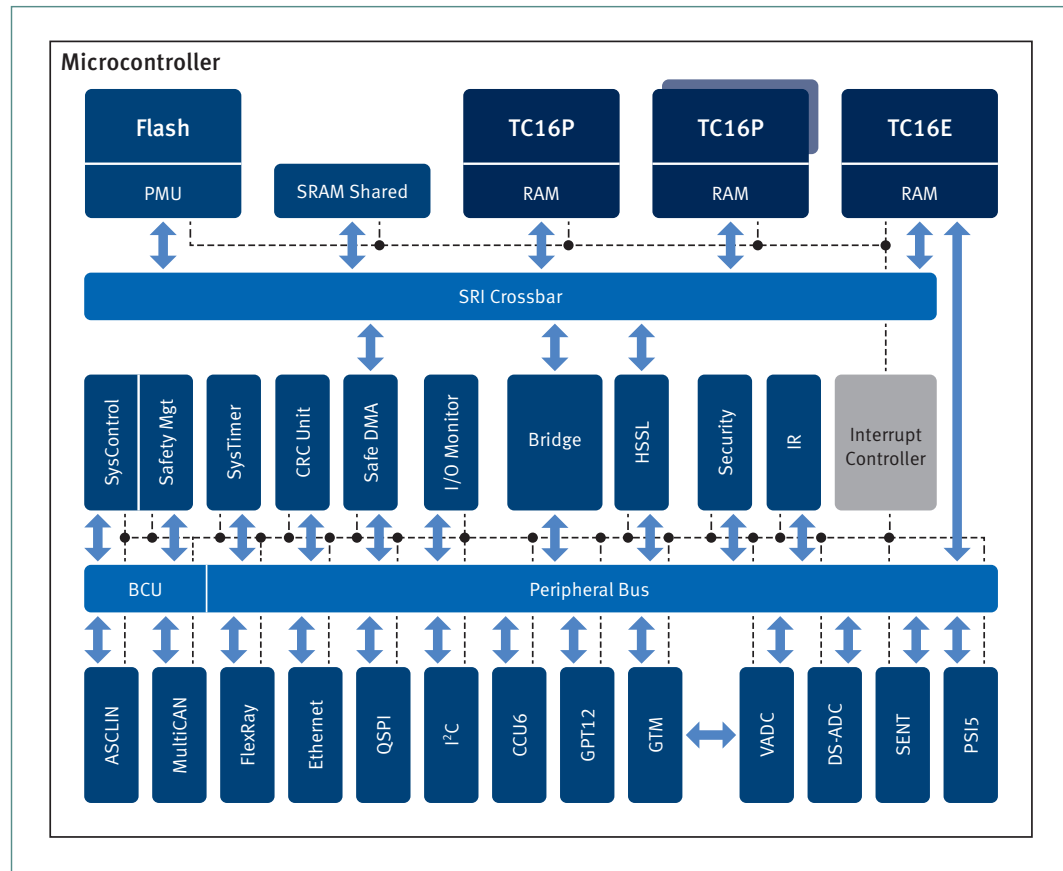 Microcontroller
Flash
PMU
SRAM Shared
TC16P
RAM
TC16P
RAM
TC16E
RAM
SRI Crossbar
SysControl
Safety Mgt
SysTimer
CRC Unit
Safe DMA
I/O Monitor
Bridge
HSSL
Security
IR
Interrupt
Controller
BCU
Peripheral Bus
ASCLIN
MultiCAN
FlexRay
Ethernet
QSPI
I²C
CCU6
GPT12
GTM
VADC
DS-ADC
SENT
PSI5